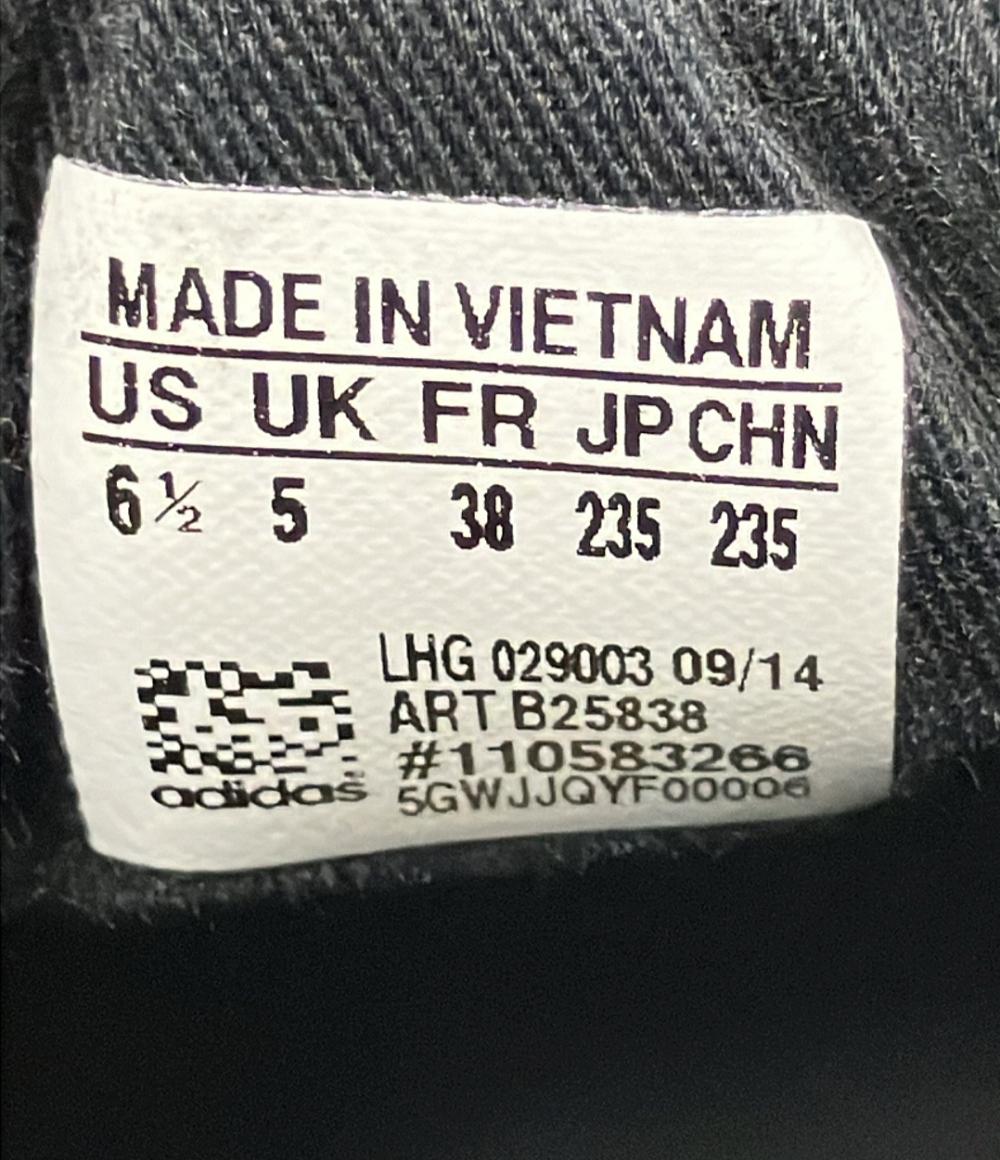 MADE IN VIETNAM
US UK FR JP CHN
6½ 5 38 235 235
LHG 029003 09/14
ART B25838
#110583266
adidas 5GWJJQYF00006